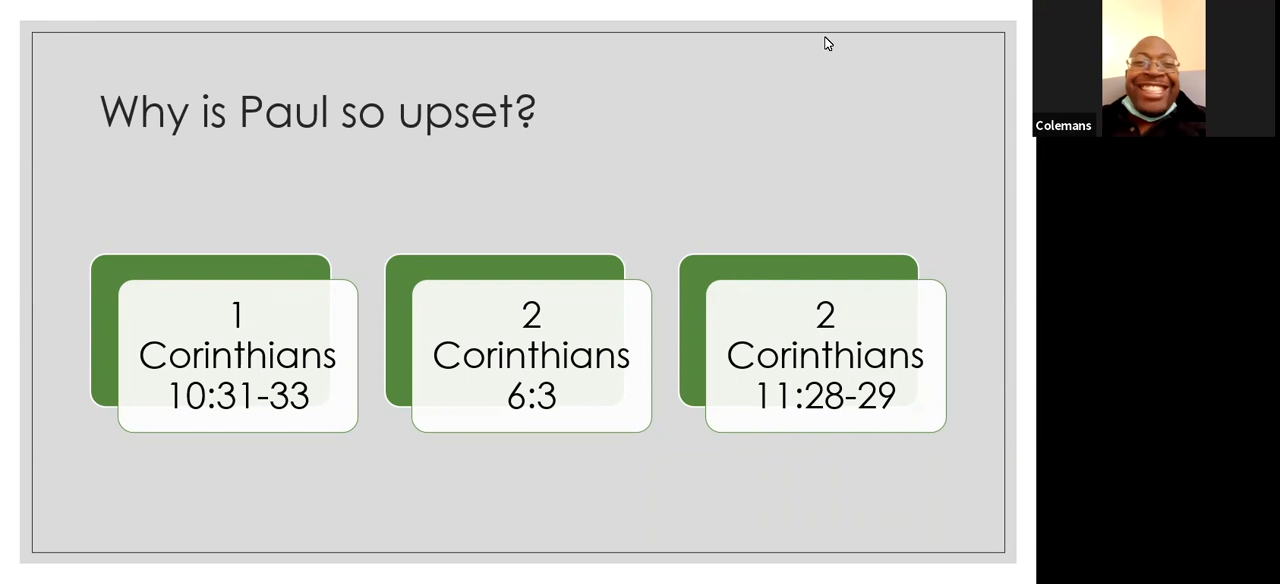 Why is Paul so upset?
1
Corinthians
10:31-33
2
Corinthians
6:3
2
Corinthians
11:28-29
Colemans